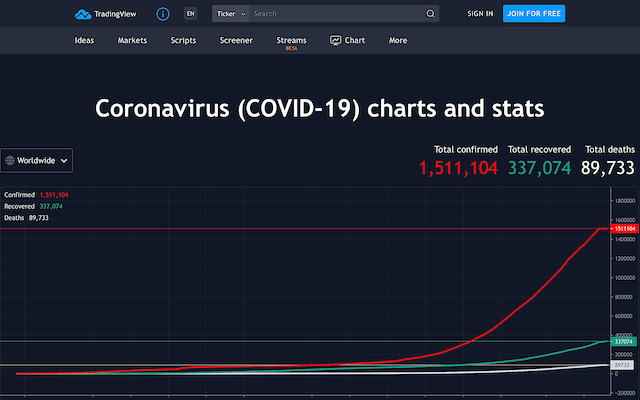 TradingView
i
EN
Ticker
Search
SIGN IN
JOIN FOR FREE
Ideas
Markets
Scripts
Screener
Streams
BETA
Chart
More
Coronavirus (COVID-19) charts and stats
Worldwide
Total confirmed
1,511,104
Total recovered
337,074
Total deaths
89,733
Confirmed 1,511,104
Recovered 337,074
Deaths 89,733
1800000
1600000
1511104
1400000
1200000
1000000
800000
600000
400000
337074
200000
89733
0
-200000